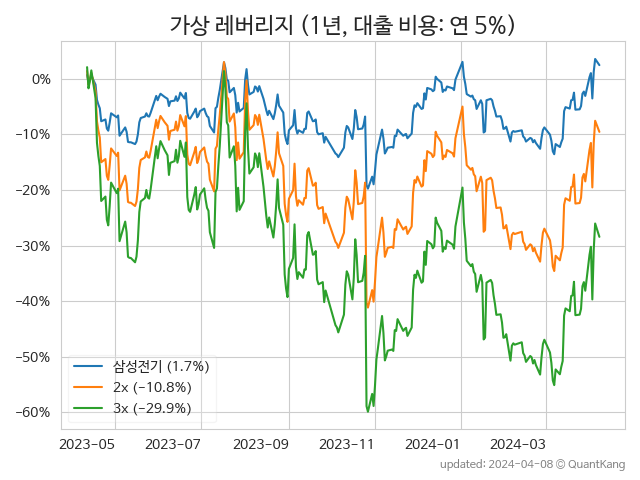 가상 레버리지 (1년, 대출 비용: 연 5%)
0%
−10%
−20%
−30%
−40%
−50%
−60%
삼성전기 (1.7%)
2x (−10.8%)
3x (−29.9%)
2023-05 2023-07 2023-09 2023-11 2024-01 2024-03
updated: 2024-04-08 © QuantKang